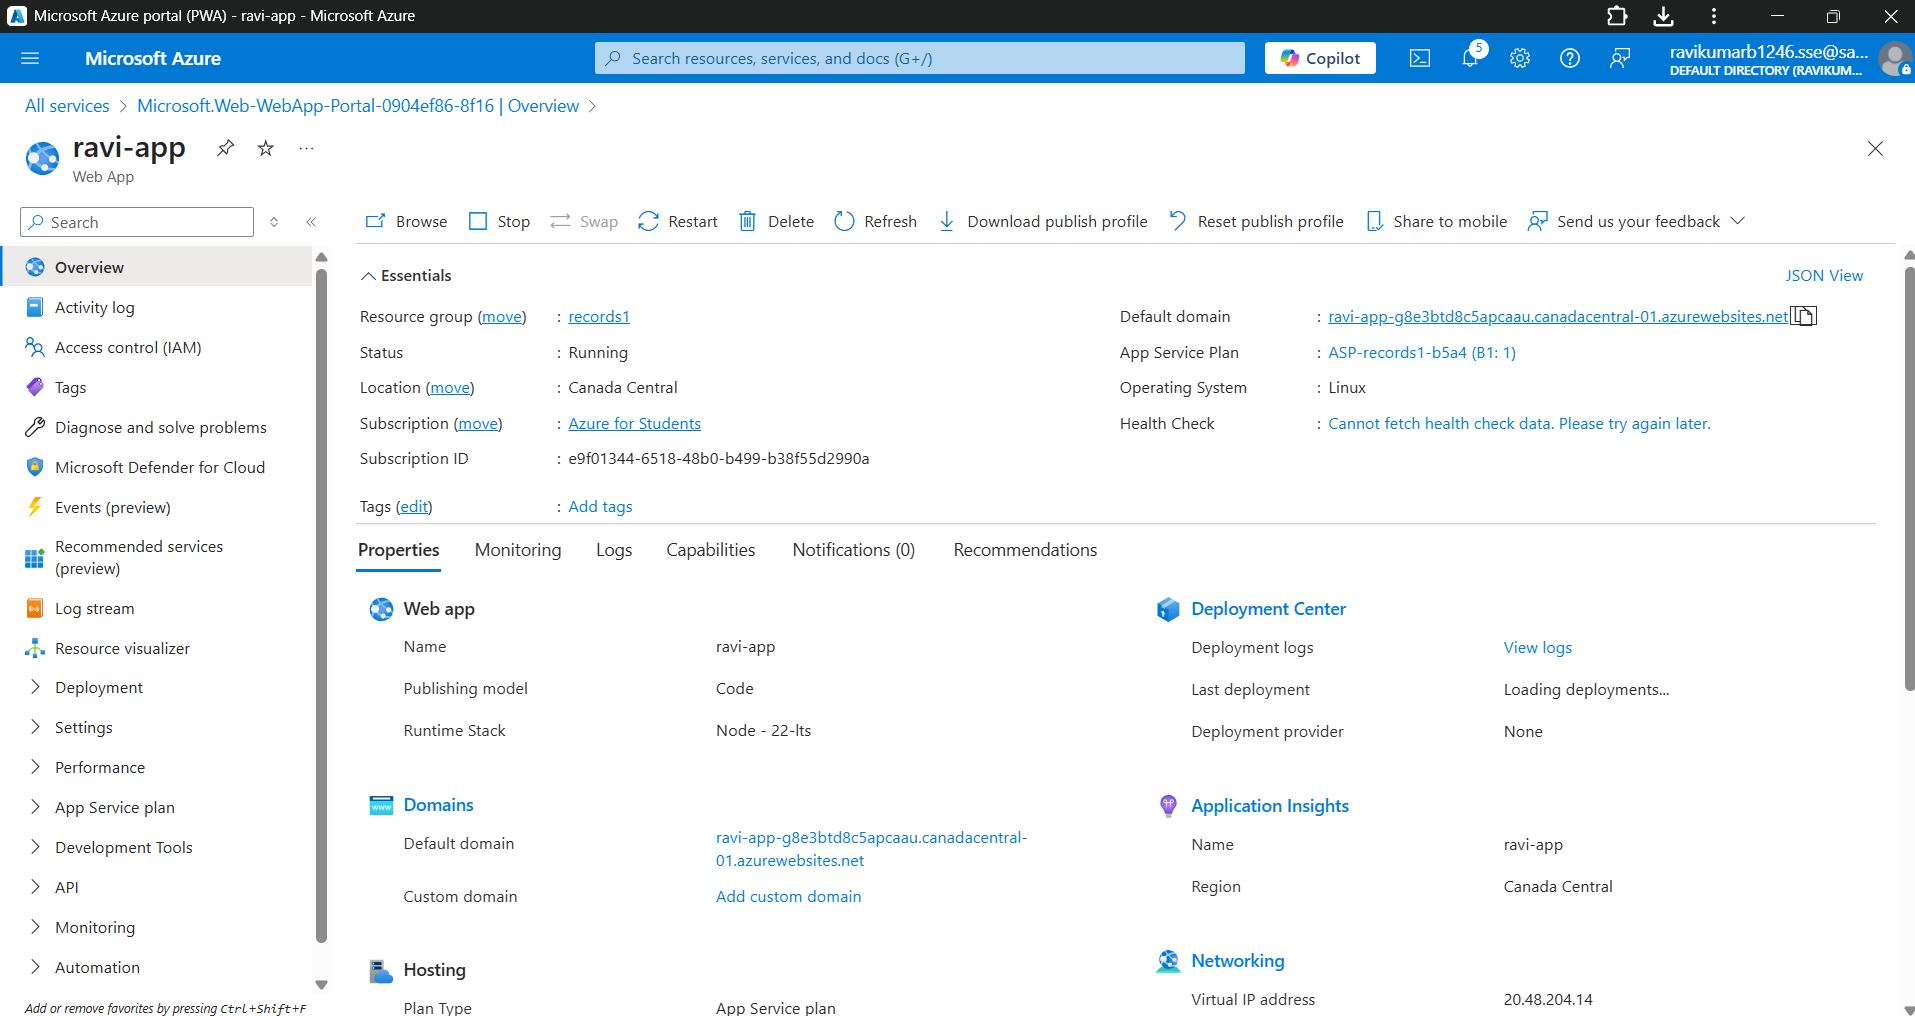 Microsoft Azure portal (PWA) - ravi-app - Microsoft Azure
Microsoft Azure
Search resources, services, and docs (G+/)
Copilot
5
ravikumarb1246.sse@sa...
DEFAULT DIRECTORY (RAVIKUM...
All services > Microsoft.Web-WebApp-Portal-0904ef86-8f16 | Overview >
ravi-app
Web App
Search
Browse Stop Swap Restart Delete Refresh Download publish profile Reset publish profile Share to mobile Send us your feedback
Overview
Activity log
Access control (IAM)
Tags
Diagnose and solve problems
Microsoft Defender for Cloud
Events (preview)
Recommended services
(preview)
Log stream
Resource visualizer
Deployment
Settings
Performance
App Service plan
Development Tools
API
Monitoring
Automation
Add or remove favorites by pressing Ctrl+Shift+F
Essentials
JSON View
Resource group (move) : records1
Status : Running
Location (move) : Canada Central
Subscription (move) : Azure for Students
Subscription ID : e9f01344-6518-48b0-b499-b38f55d2990a
Tags (edit) : Add tags
Default domain : ravi-app-g8e3btd8c5apcaau.canadacentral-01.azurewebsites.net
App Service Plan : ASP-records1-b5a4 (B1: 1)
Operating System : Linux
Health Check : Cannot fetch health check data. Please try again later.
Properties Monitoring Logs Capabilities Notifications (0) Recommendations
Web app
Name ravi-app
Publishing model Code
Runtime Stack Node - 22-lts
Domains
Default domain ravi-app-g8e3btd8c5apcaau.canadacentral-
01.azurewebsites.net
Custom domain Add custom domain
Hosting
Plan Type App Service plan
Deployment Center
Deployment logs View logs
Last deployment Loading deployments...
Deployment provider None
Application Insights
Name ravi-app
Region Canada Central
Networking
Virtual IP address 20.48.204.14